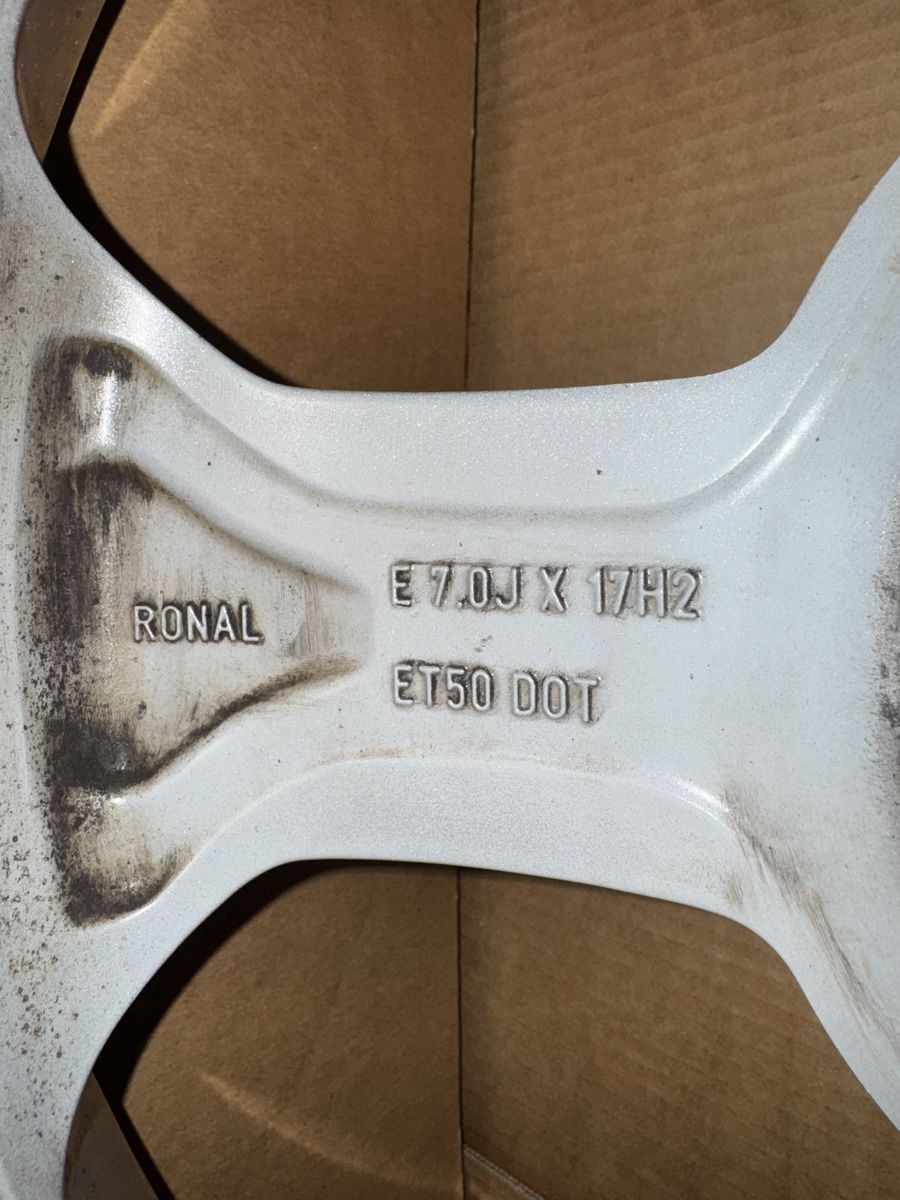 RONAL
E 7.0J X 17H2
ET50 DOT